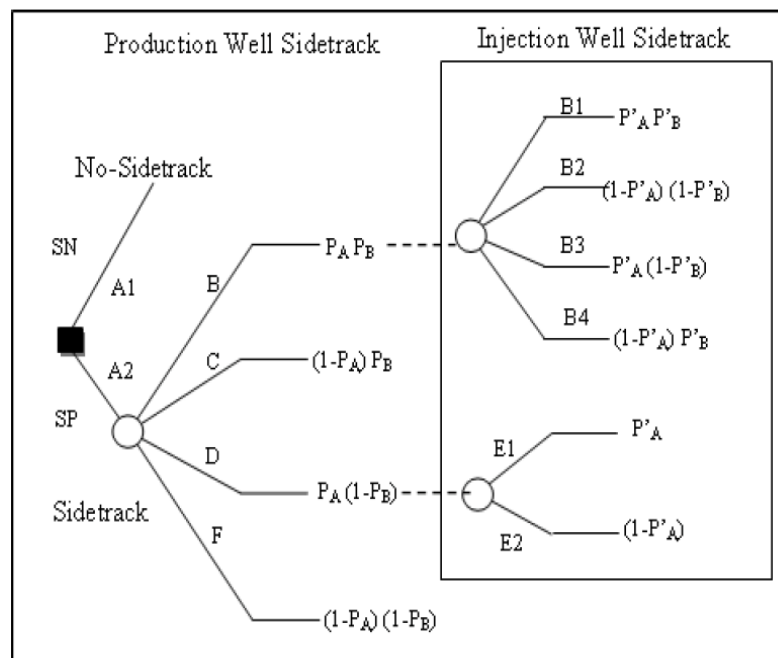 Production Well Sidetrack
Injection Well Sidetrack
No-Sidetrack
SN
A1
A2
SP
Sidetrack
B
P_A P_B
C
(1-P_A) P_B
D
P_A (1-P_B)
F
(1-P_A) (1-P_B)
B1
P'_A P'_B
B2
(1-P'_A) (1-P'_B)
B3
P'_A (1-P'_B)
B4
(1-P'_A) P'_B
E1
P'_A
E2
(1-P'_A)